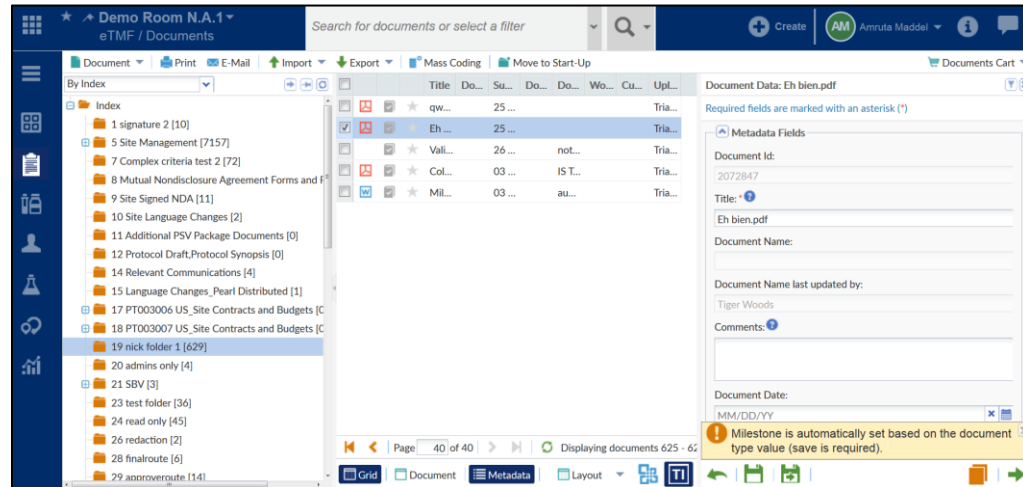 Demo Room N.A.1
eTMF / Documents
Search for documents or select a filter
Create
AM
Amruta Maddel
Document
Print
E-Mail
Import
Export
Mass Coding
Move to Start-Up
Documents Cart
By Index
Index
1 signature 2 [10]
5 Site Management [7157]
7 Complex criteria test 2 [72]
8 Mutual Nondisclosure Agreement Forms and F
9 Site Signed NDA [11]
10 Site Language Changes [2]
11 Additional PSV Package Documents [0]
12 Protocol Draft,Protocol Synopsis [0]
14 Relevant Communications [4]
15 Language Changes_Pearl Distributed [1]
17 PT003006 US_Site Contracts and Budgets [0
18 PT003007 US_Site Contracts and Budgets [0
19 nick folder 1 [629]
20 admins only [4]
21 SBV [3]
23 test folder [36]
24 read only [45]
26 redaction [2]
28 finalroute [6]
29 approveroute [14]
Title Do... Su... Do... Do... Wo... Cu... Upl...
qw... 25 ... Tria...
Eh ... 25 ... Tria...
Vali... 26 ... not... Tria...
Col... 03 ... IS T... Tria...
Mil... 03 ... au... Tria...
Page 40 of 40
Displaying documents 625 - 62
Grid
Document
Metadata
Layout
TI
Document Data: Eh bien.pdf
Required fields are marked with an asterisk (*)
Metadata Fields
Document Id:
2072847
Title: *
Eh bien.pdf
Document Name:
Document Name last updated by:
Tiger Woods
Comments:
Document Date:
MM/DD/YY
Milestone is automatically set based on the document
type value (save is required).